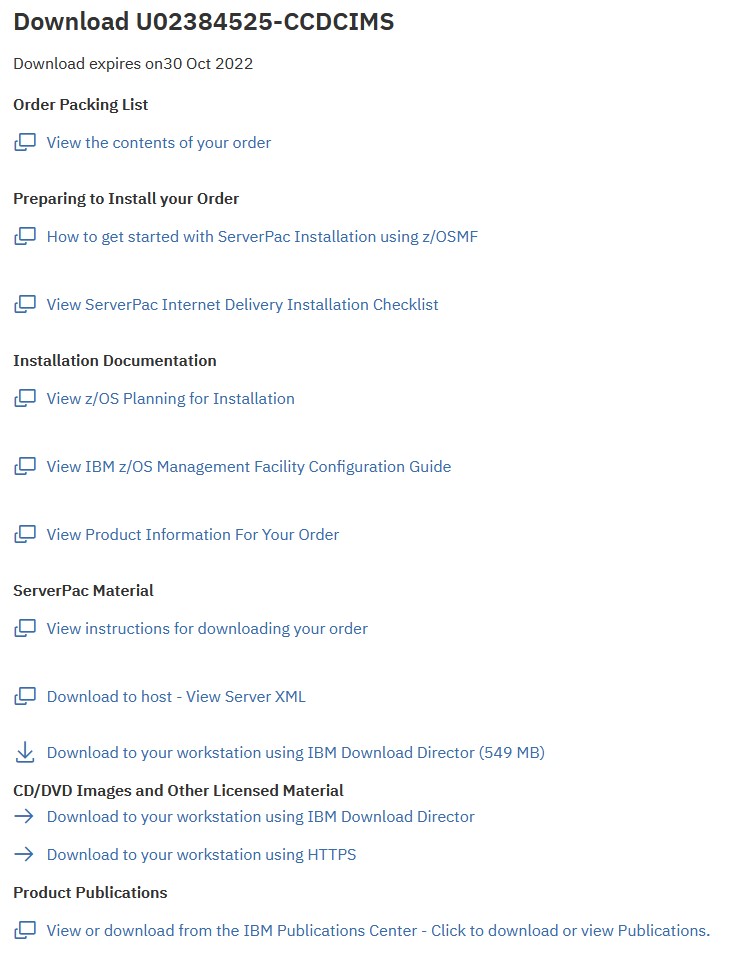 Download U02384525-CCDCIMS
Download expires on30 Oct 2022
Order Packing List
View the contents of your order
Preparing to Install your Order
How to get started with ServerPac Installation using z/OSMF
View ServerPac Internet Delivery Installation Checklist
Installation Documentation
View z/OS Planning for Installation
View IBM z/OS Management Facility Configuration Guide
View Product Information For Your Order
ServerPac Material
View instructions for downloading your order
Download to host - View Server XML
Download to your workstation using IBM Download Director (549 MB)
CD/DVD Images and Other Licensed Material
Download to your workstation using IBM Download Director
Download to your workstation using HTTPS
Product Publications
View or download from the IBM Publications Center - Click to download or view Publications.